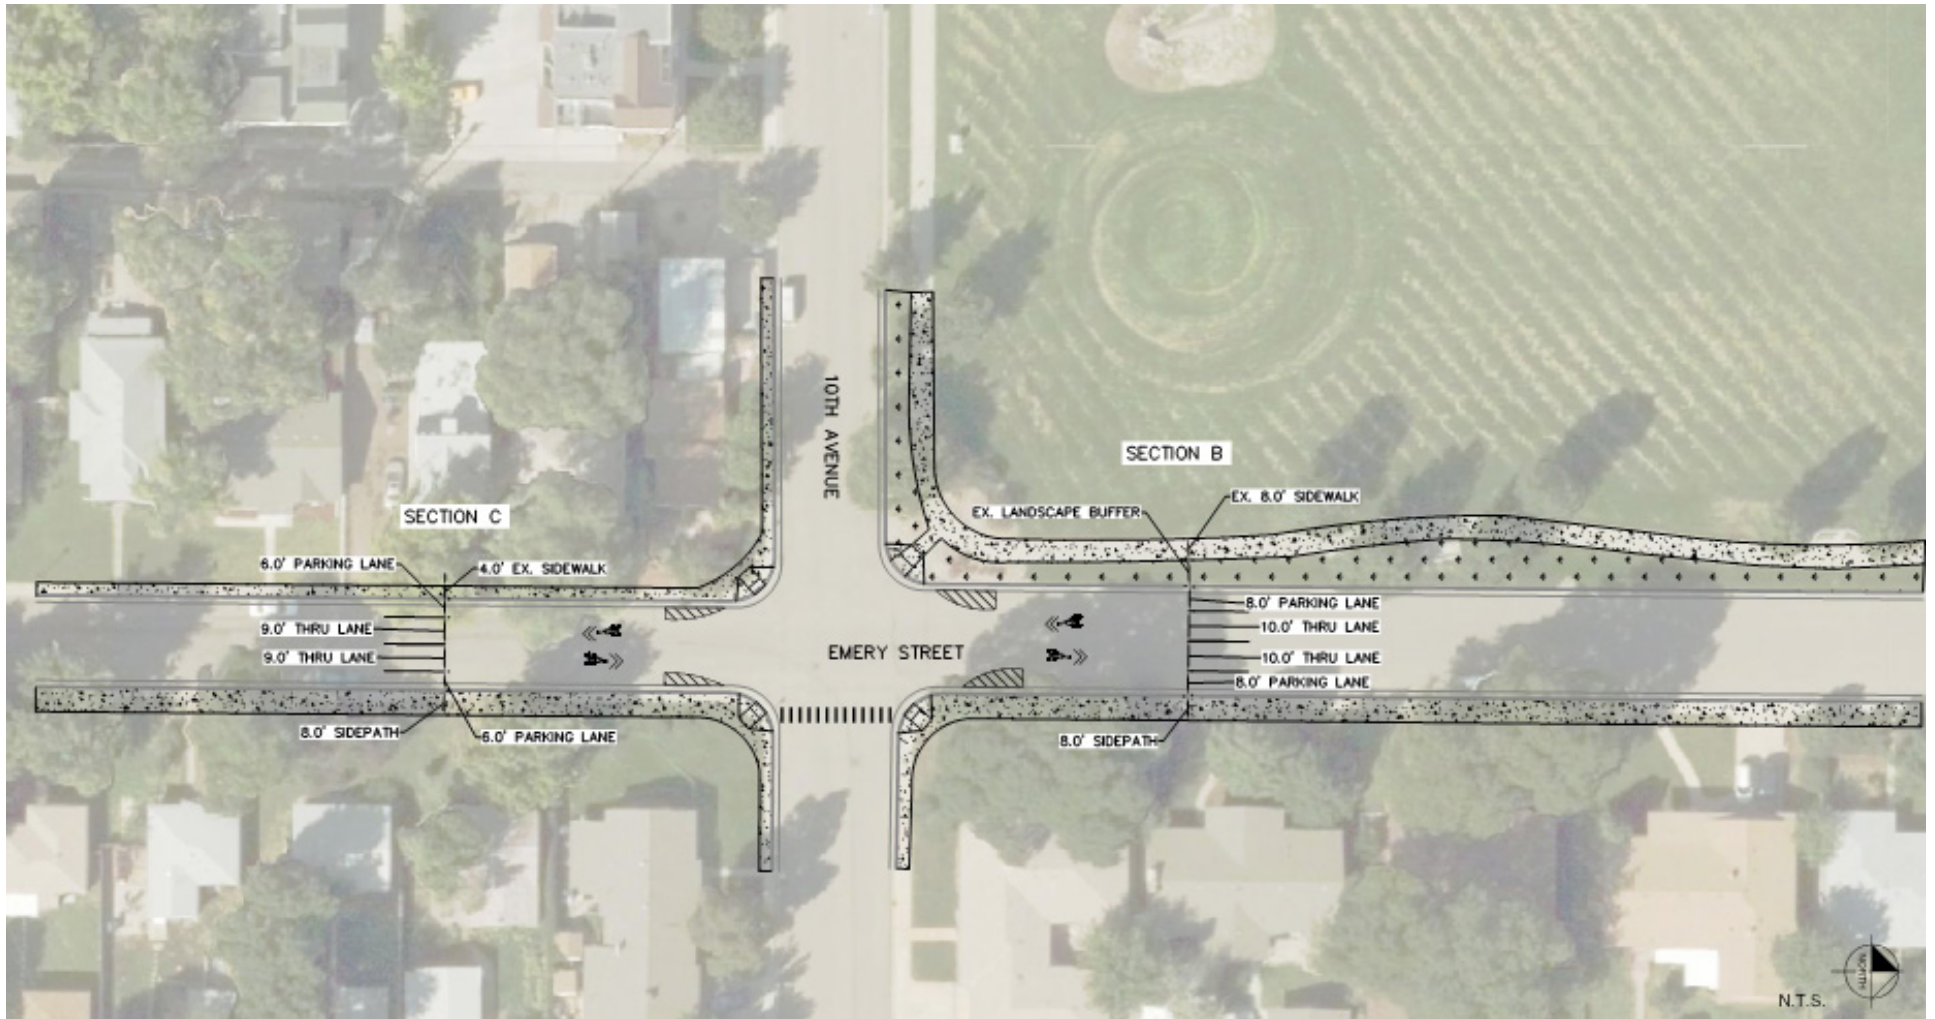 10TH AVENUE
SECTION B
EX. 8.0' SIDEWALK
EX. LANDSCAPE BUFFER
SECTION C
6.0' PARKING LANE
4.0' EX. SIDEWALK
8.0' PARKING LANE
9.0' THRU LANE
10.0' THRU LANE
EMERY STREET
9.0' THRU LANE
10.0' THRU LANE
8.0' PARKING LANE
8.0' SIDEPATH
6.0' PARKING LANE
8.0' SIDEPATH
NORTH
N.T.S.